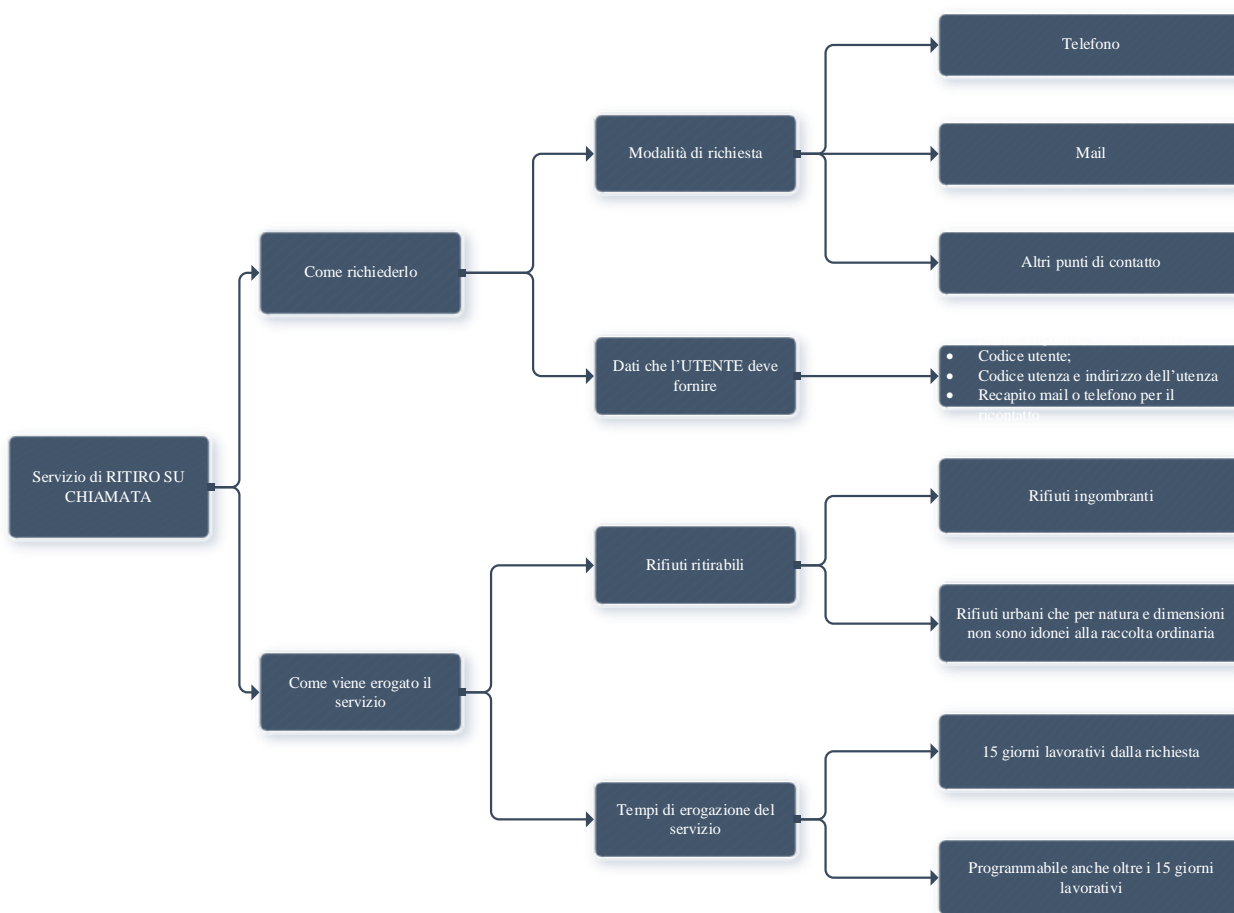 Servizio di RITIRO SU
CHIAMATA
Come richiederlo
Modalità di richiesta
Telefono
Mail
Altri punti di contatto
Dati che l’UTENTE deve
fornire
• Codice utente;
• Codice utenza e indirizzo dell’utenza
• Recapito mail o telefono per il
ricontatto
Come viene erogato il
servizio
Rifiuti ritirabili
Rifiuti ingombranti
Rifiuti urbani che per natura e dimensioni
non sono idonei alla raccolta ordinaria
Tempi di erogazione del
servizio
15 giorni lavorativi dalla richiesta
Programmabile anche oltre i 15 giorni
lavorativi